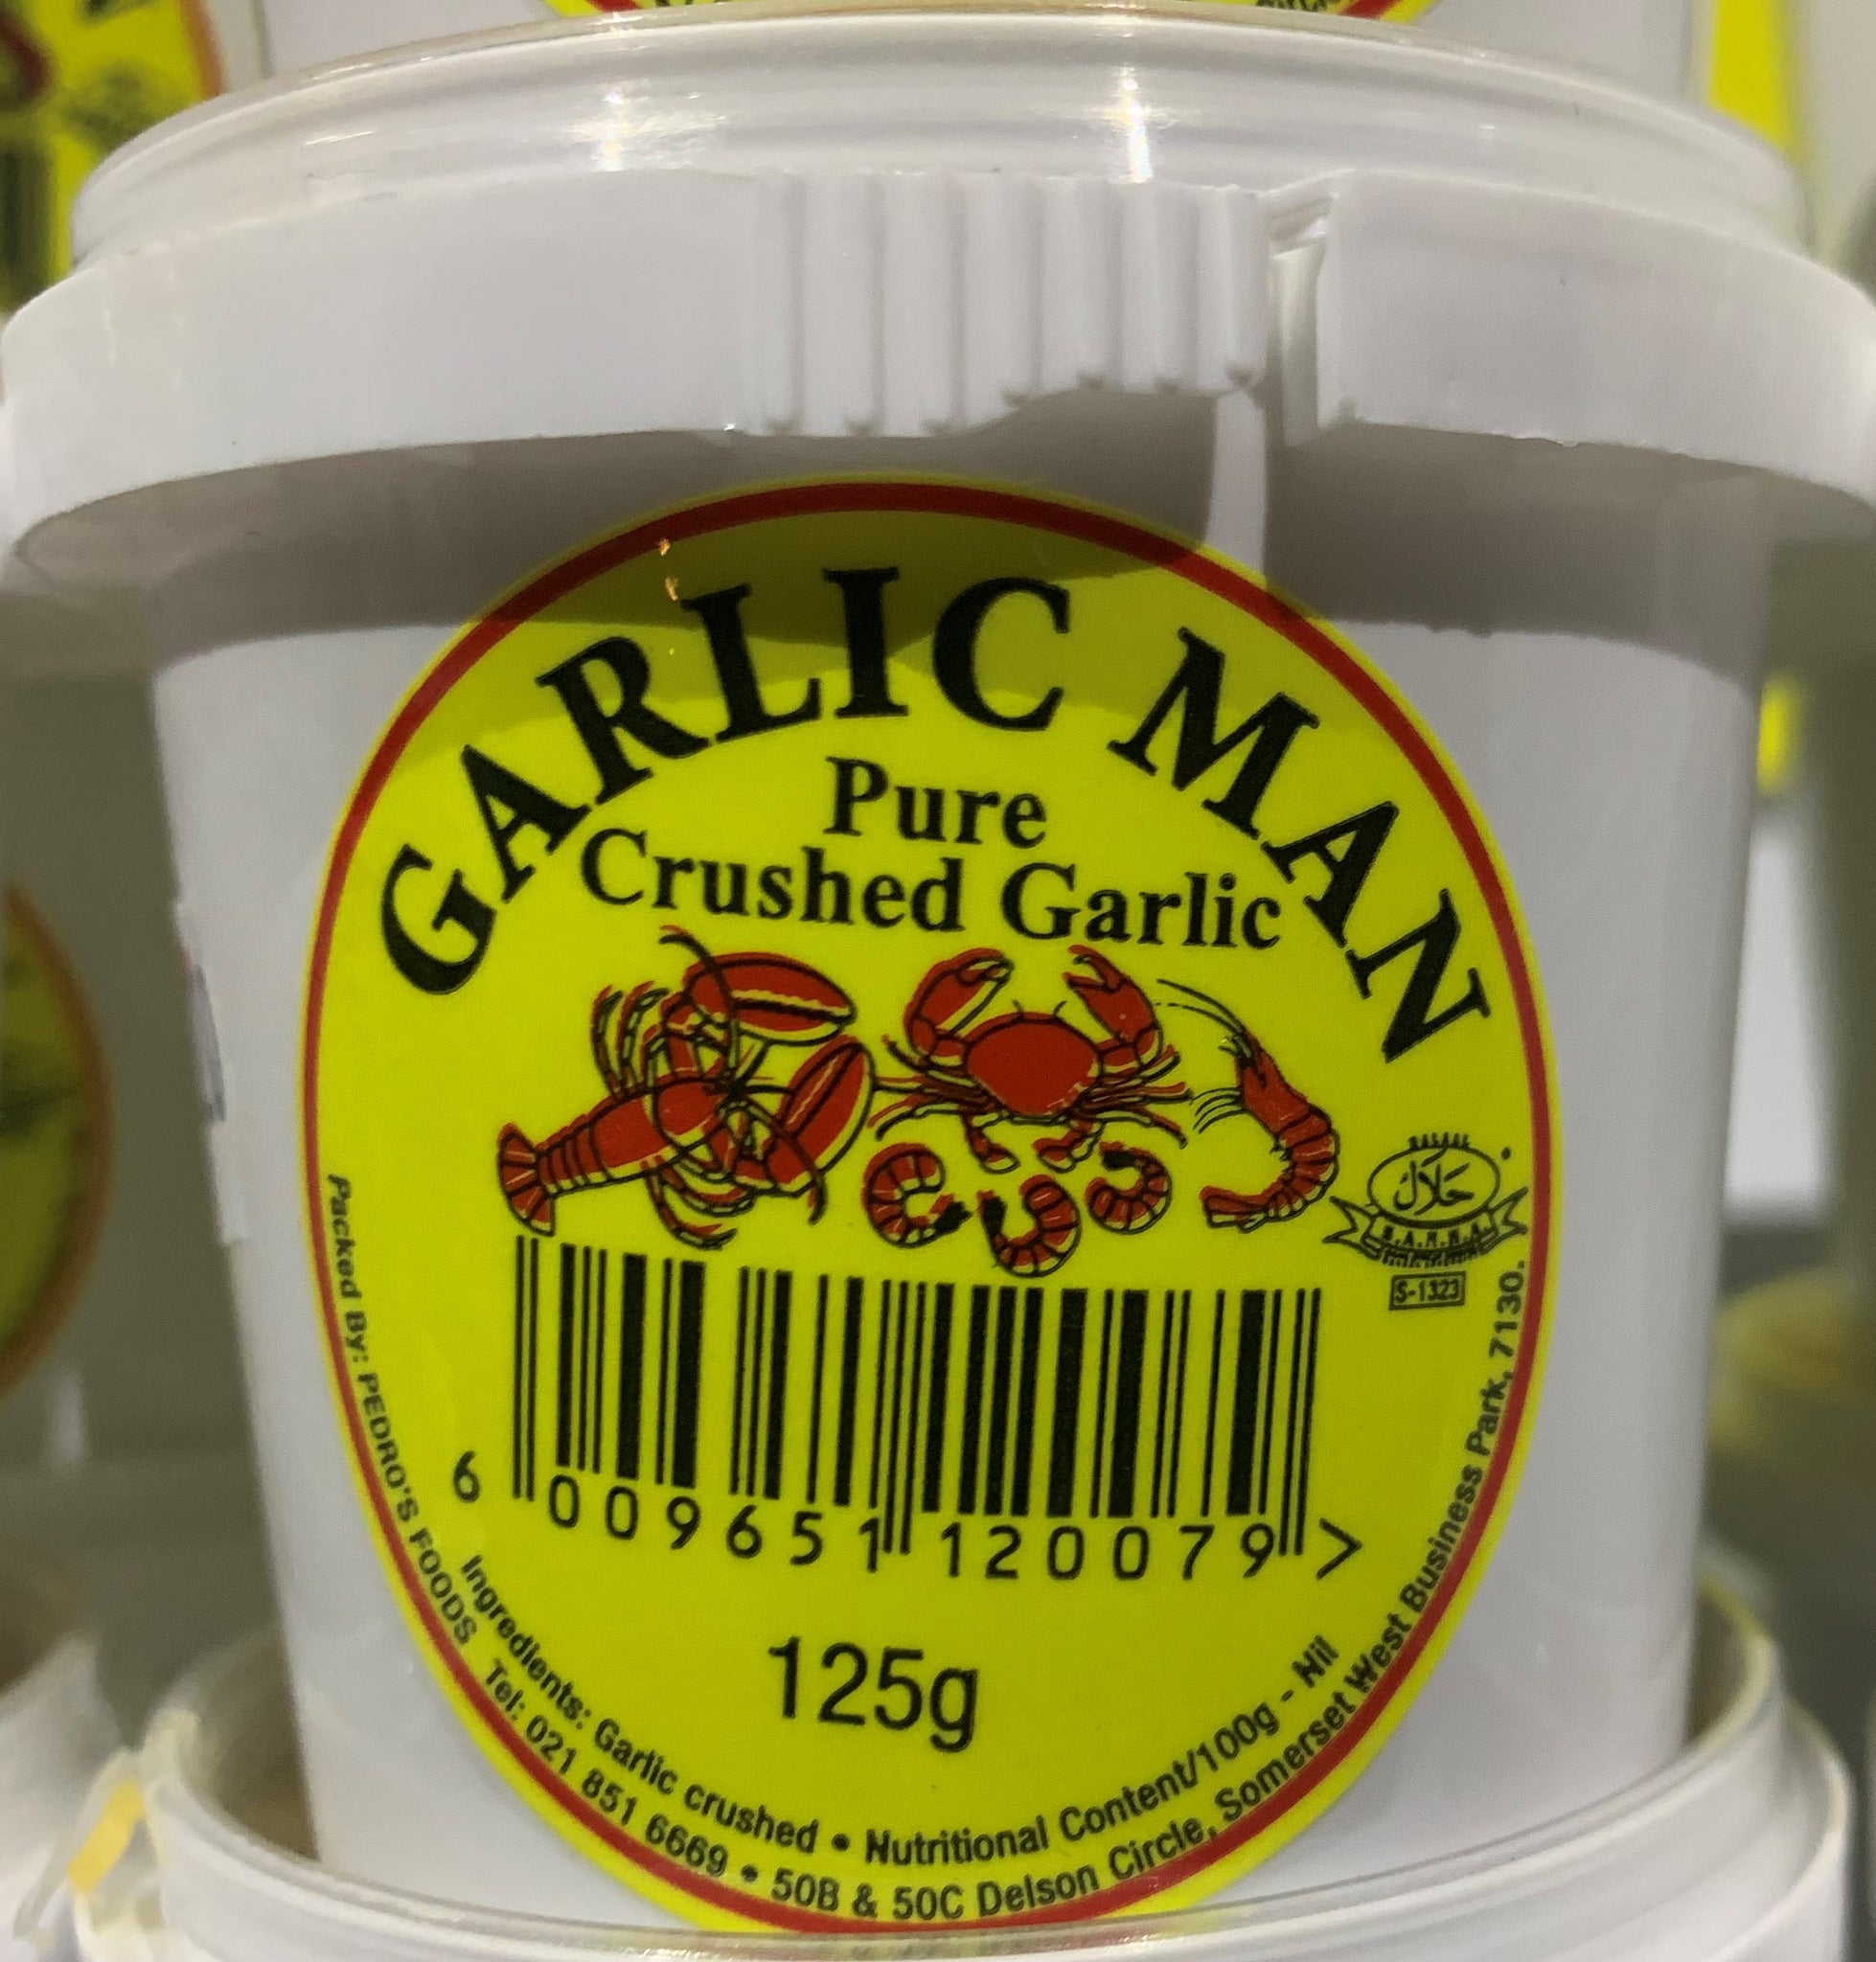 GARLIC MAN
Pure
Crushed Garlic
حلال
S-1323
6 009651 120079 >
125g
Ingredients: Garlic crushed • Nutritional Content/100g - Nil
Packed By: PEDRO'S FOODS Tel: 021 851 6669 • 50B & 50C Delson Circle, Somerset West Business Park, 7130.